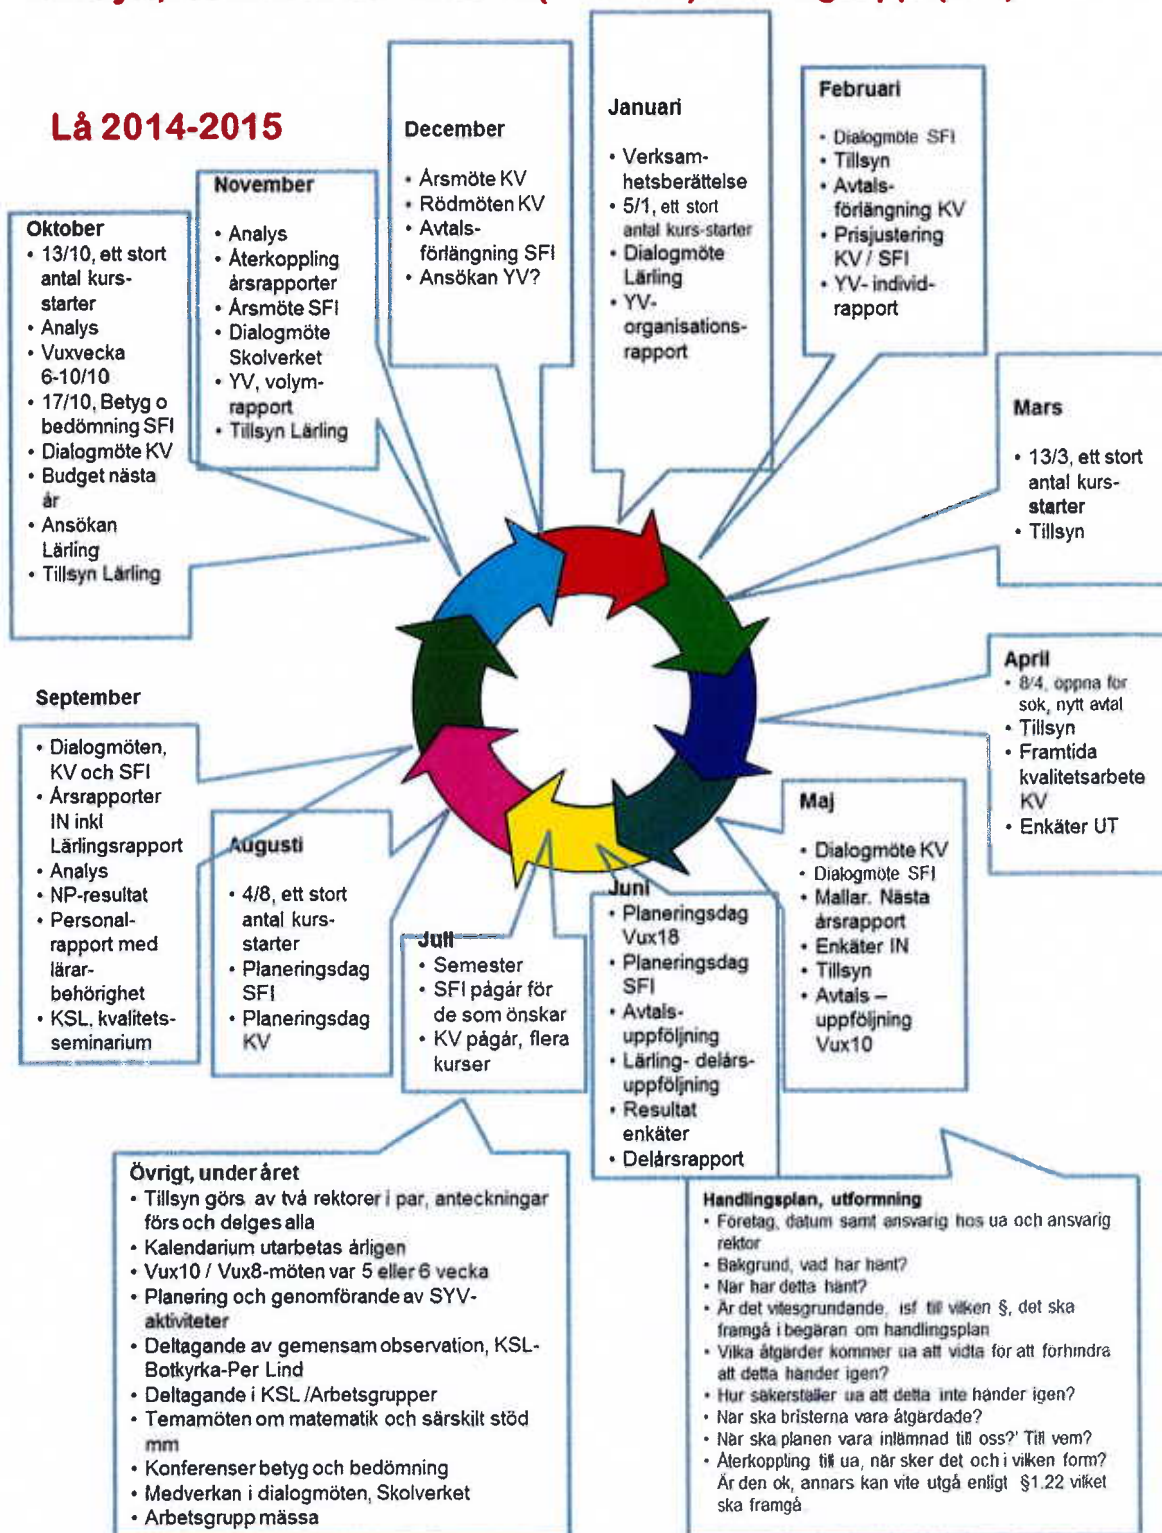 Lå 2014-2015
Oktober
• 13/10, ett stort
antal kurs-
starter
• Analys
• Vuxvecka
6-10/10
• 17/10, Betyg o
bedömning SFI
• Dialogmöte KV
• Budget nästa
år
• Ansökan
Lärling
• Tillsyn Lärling
November
• Analys
• Återkoppling
årsrapporter
• Årsmöte SFI
• Dialogmöte
Skolverket
• YV, volym-
rapport
• Tillsyn Lärling
December
• Årsmöte KV
• Rödmöten KV
• Avtals-
förlängning SFI
• Ansökan YV?
Januari
• Verksam-
hetsberättelse
• 5/1, ett stort
antal kurs-starter
• Dialogmöte
Lärling
• YV-
organisations-
rapport
Februari
• Dialogmöte SFI
• Tillsyn
• Avtals-
förlängning KV
• Prisjustering
KV / SFI
• YV- individ-
rapport
Mars
• 13/3, ett stort
antal kurs-
starter
• Tillsyn
April
• 8/4, öppna för
sök, nytt avtal
• Tillsyn
• Framtida
kvalitetsarbete
KV
• Enkäter UT
Maj
• Dialogmöte KV
• Dialogmöte SFI
• Mallar. Nästa
årsrapport
• Enkäter IN
• Tillsyn
• Avtals –
uppföljning
Vux10
Juni
• Planeringsdag
Vux18
• Planeringsdag
SFI
• Avtals-
uppföljning
• Lärling- delårs-
uppföljning
• Resultat
enkäter
• Delårsrapport
Juli
• Semester
• SFI pågår för
de som önskar
• KV pågår, flera
kurser
Augusti
• 4/8, ett stort
antal kurs-
starter
• Planeringsdag
SFI
• Planeringsdag
KV
September
• Dialogmöten,
KV och SFI
• Årsrapporter
IN inkl
Lärlingsrapport
• Analys
• NP-resultat
• Personal-
rapport med
lärar-
behörighet
• KSL. kvalitets-
seminarium
Övrigt, under året
• Tillsyn görs av två rektorer i par, anteckningar
förs och delges alla
• Kalendarium utarbetas årligen
• Vux10 / Vux8-möten var 5 eller 6 vecka
• Planering och genomförande av SYV-
aktiviteter
• Deltagande av gemensam observation, KSL-
Botkyrka-Per Lind
• Deltagande i KSL /Arbetsgrupper
• Temamöten om matematik och särskilt stöd
mm
• Konferenser betyg och bedömning
• Medverkan i dialogmöten, Skolverket
• Arbetsgrupp mässa
Handlingsplan, utformning
• Företag, datum samt ansvarig hos ua och ansvarig
rektor
• Bakgrund, vad har hänt?
• När har detta hänt?
• Är det vitesgrundande, isf till vilken §, det ska
framgå i begäran om handlingsplan
• Vilka åtgärder kommer ua att vidta för att förhindra
att detta händer igen?
• Hur säkerställer ua att detta inte händer igen?
• När ska bristerna vara åtgärdade?
• När ska planen vara inlämnad till oss?' Till vem?
• Återkoppling till ua, när sker det och i vilken form?
Är den ok, annars kan vite utgå enligt §1.22 vilket
ska framgå